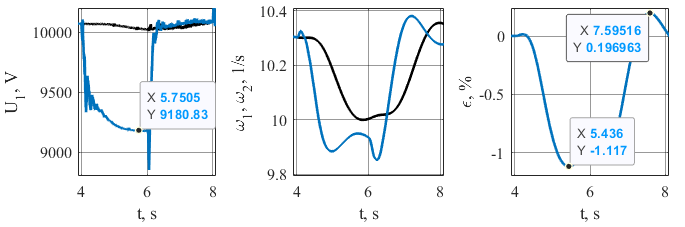 U₁, V
10000
9500
9000
X 5.7505
Y 9180.83
4
6
8
t, s
ω₁, ω₂, 1/s
10.4
10.2
10
9.8
4
6
8
t, s
ϵ, %
0
-0.5
-1
X 7.59516
Y 0.196963
X 5.436
Y -1.117
4
6
8
t, s